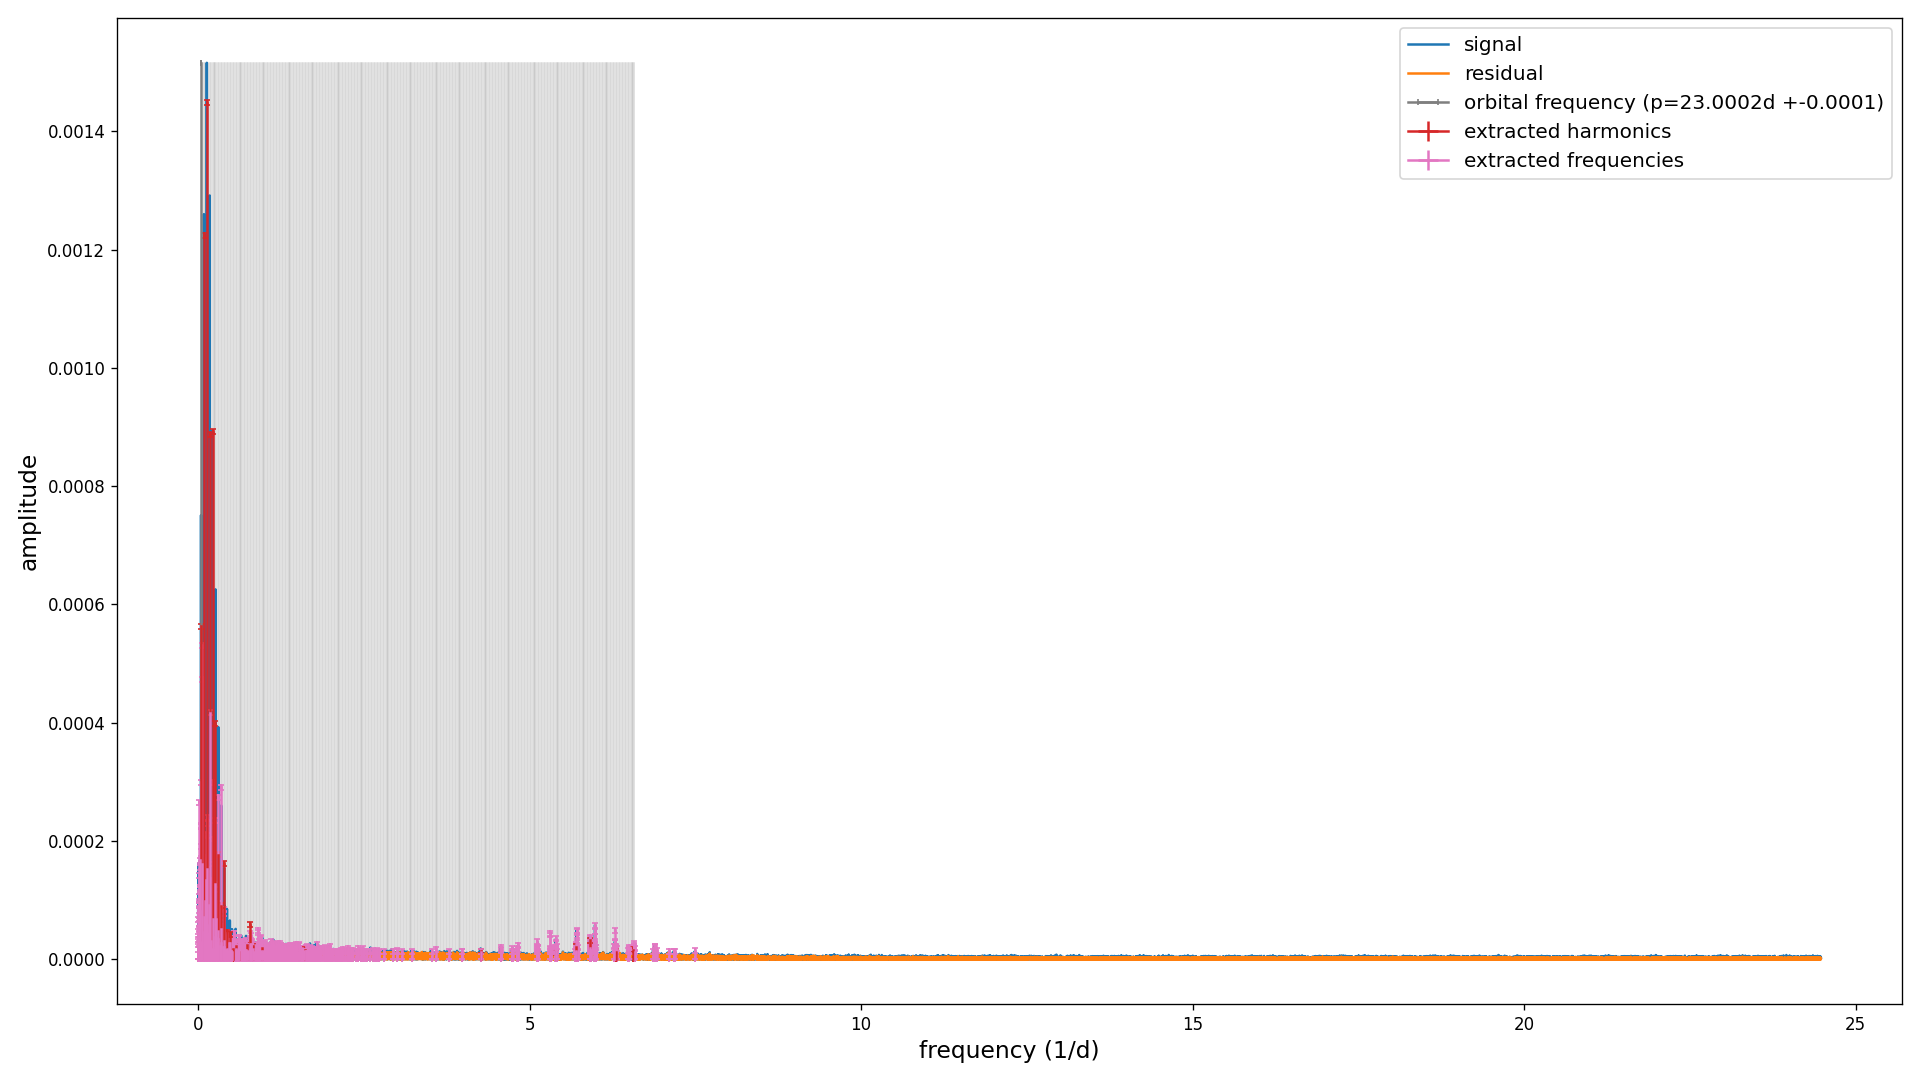 signal
residual
orbital frequency (p=23.0002d +-0.0001)
extracted harmonics
extracted frequencies
amplitude
0.0014
0.0012
0.0010
0.0008
0.0006
0.0004
0.0002
0.0000
0 5 10 15 20 25
frequency (1/d)